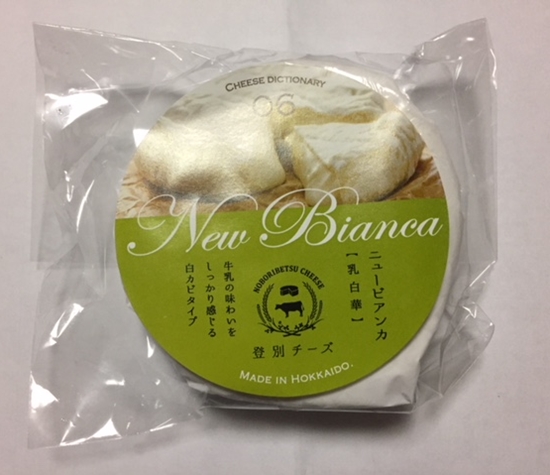 CHEESE DICTIONARY
06
New Bianca
ニュービアンカ
【乳白華】
NOBORIBETSU CHEESE
牛乳の味わいを
しっかり感じる
白カビタイプ
登別チーズ
MADE IN HOKKAIDO.